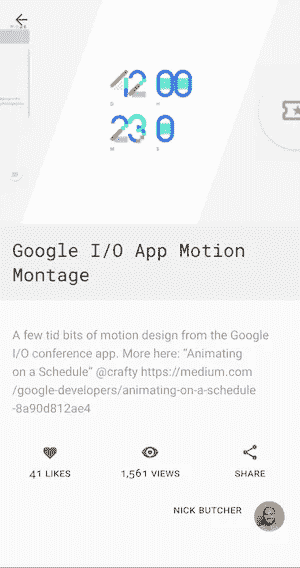 42 00
D H
23 0
M S
Google I/O App Motion
Montage
A few tid bits of motion design from the Google
I/O conference app. More here: “Animating
on a Schedule” @crafty https://medium.com
/google-developers/animating-on-a-schedule
-8a90d812ae4
41 LIKES
1,561 VIEWS
SHARE
NICK BUTCHER